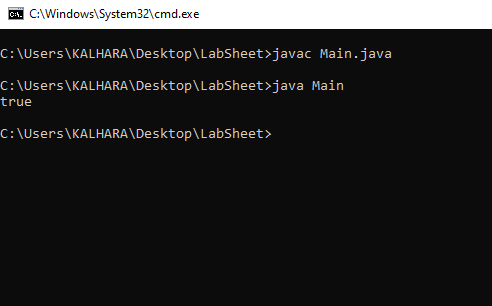 C:\Windows\System32\cmd.exe
C:\Users\KALHARA\Desktop\LabSheet>javac Main.java
C:\Users\KALHARA\Desktop\LabSheet>java Main
true
C:\Users\KALHARA\Desktop\LabSheet>